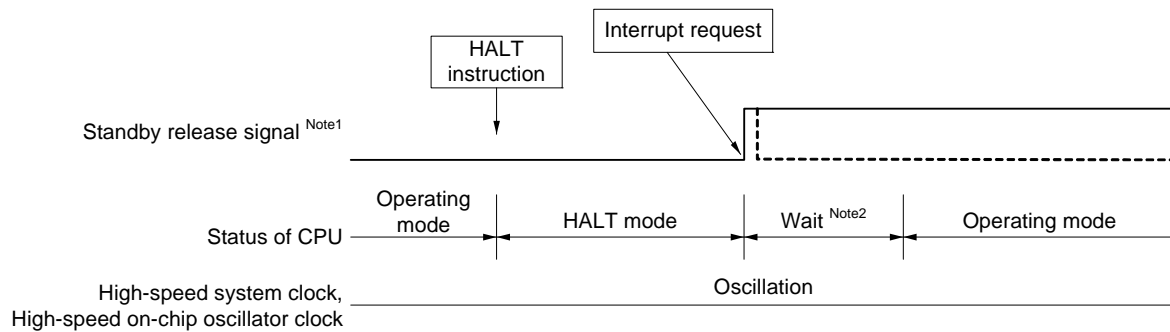 Interrupt request
HALT
instruction
Standby release signal Note1
Operating
mode
HALT mode
Wait Note2
Operating mode
Status of CPU
Oscillation
High-speed system clock,
High-speed on-chip oscillator clock